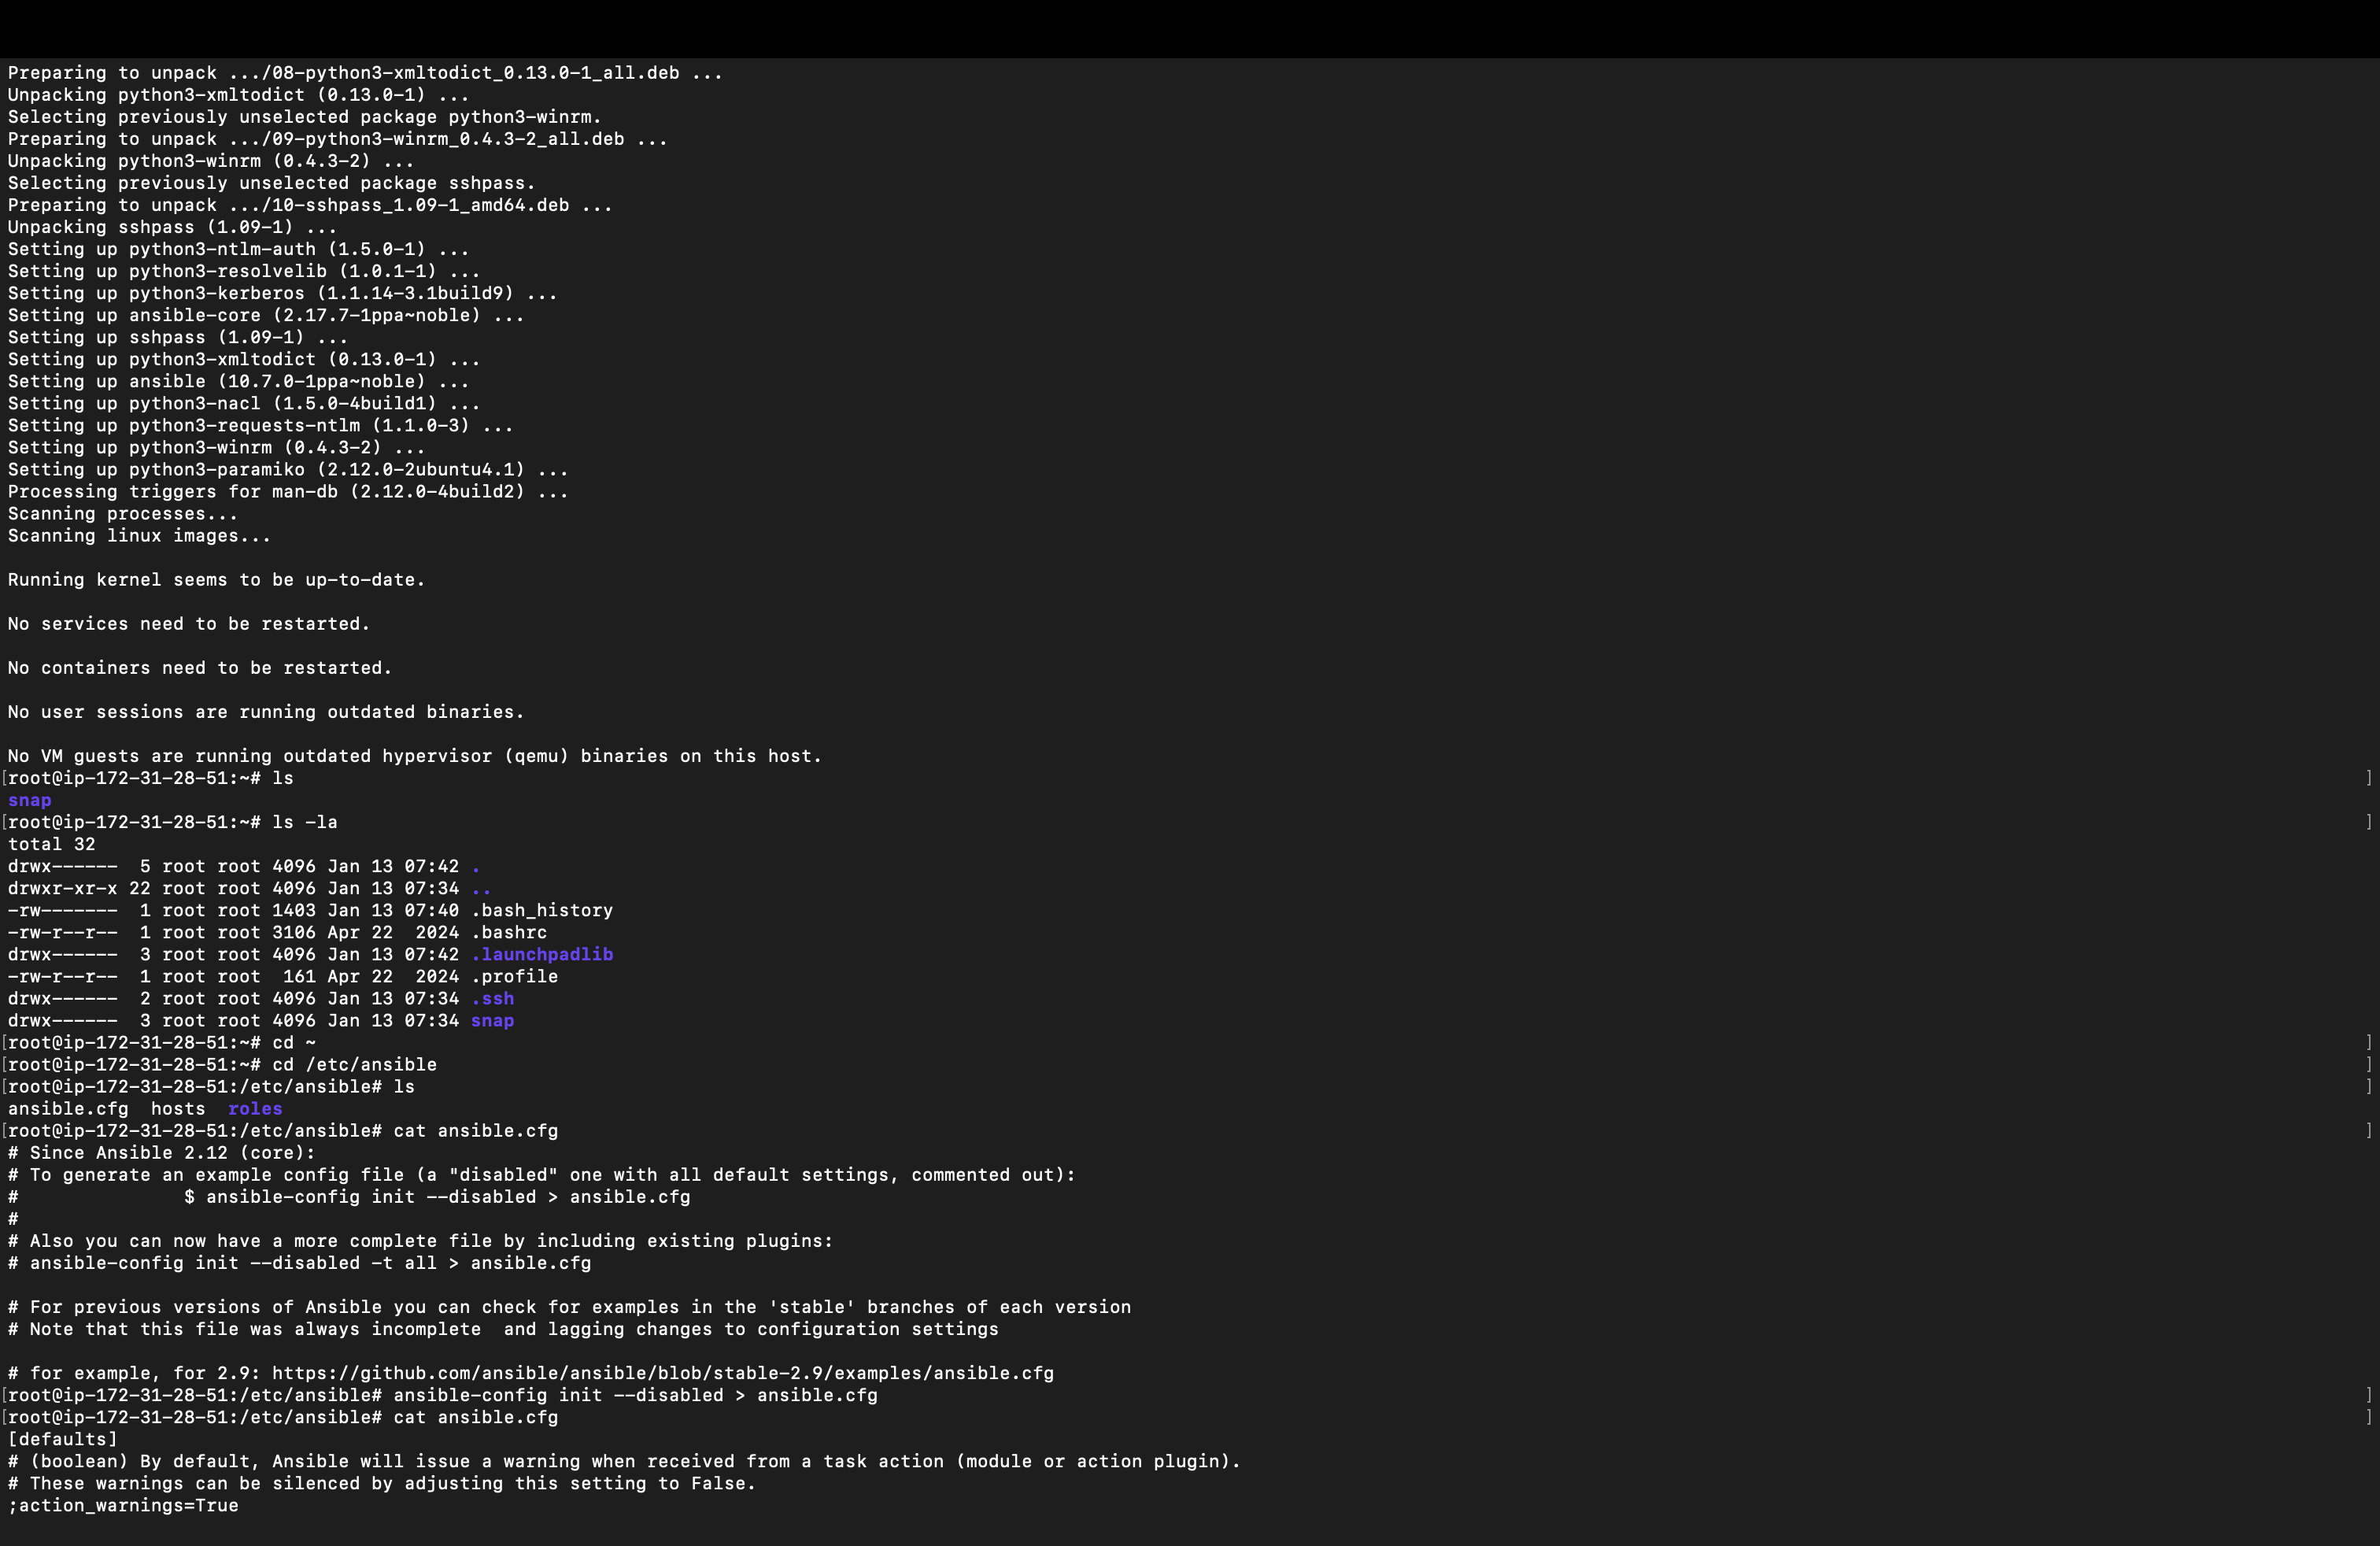 Preparing to unpack .../08-python3-xmltodict_0.13.0-1_all.deb ...
Unpacking python3-xmltodict (0.13.0-1) ...
Selecting previously unselected package python3-winrm.
Preparing to unpack .../09-python3-winrm_0.4.3-2_all.deb ...
Unpacking python3-winrm (0.4.3-2) ...
Selecting previously unselected package sshpass.
Preparing to unpack .../10-sshpass_1.09-1_amd64.deb ...
Unpacking sshpass (1.09-1) ...
Setting up python3-ntlm-auth (1.5.0-1) ...
Setting up python3-resolvelib (1.0.1-1) ...
Setting up python3-kerberos (1.1.14-3.1build9) ...
Setting up ansible-core (2.17.7-1ppa~noble) ...
Setting up sshpass (1.09-1) ...
Setting up python3-xmltodict (0.13.0-1) ...
Setting up ansible (10.7.0-1ppa~noble) ...
Setting up python3-nacl (1.5.0-4build1) ...
Setting up python3-requests-ntlm (1.1.0-3) ...
Setting up python3-winrm (0.4.3-2) ...
Setting up python3-paramiko (2.12.0-2ubuntu4.1) ...
Processing triggers for man-db (2.12.0-4build2) ...
Scanning processes...
Scanning linux images...

Running kernel seems to be up-to-date.

No services need to be restarted.

No containers need to be restarted.

No user sessions are running outdated binaries.

No VM guests are running outdated hypervisor (qemu) binaries on this host.
[root@ip-172-31-28-51:~# ls ]
snap
[root@ip-172-31-28-51:~# ls -la ]
total 32
drwx------  5 root root 4096 Jan 13 07:42 .
drwxr-xr-x 22 root root 4096 Jan 13 07:34 ..
-rw-------  1 root root 1403 Jan 13 07:40 .bash_history
-rw-r--r--  1 root root 3106 Apr 22  2024 .bashrc
drwx------  3 root root 4096 Jan 13 07:42 .launchpadlib
-rw-r--r--  1 root root  161 Apr 22  2024 .profile
drwx------  2 root root 4096 Jan 13 07:34 .ssh
drwx------  3 root root 4096 Jan 13 07:34 snap
[root@ip-172-31-28-51:~# cd ~ ]
[root@ip-172-31-28-51:~# cd /etc/ansible ]
[root@ip-172-31-28-51:/etc/ansible# ls ]
ansible.cfg  hosts  roles
[root@ip-172-31-28-51:/etc/ansible# cat ansible.cfg ]
# Since Ansible 2.12 (core):
# To generate an example config file (a "disabled" one with all default settings, commented out):
#               $ ansible-config init --disabled > ansible.cfg
#
# Also you can now have a more complete file by including existing plugins:
# ansible-config init --disabled -t all > ansible.cfg

# For previous versions of Ansible you can check for examples in the 'stable' branches of each version
# Note that this file was always incomplete  and lagging changes to configuration settings

# for example, for 2.9: https://github.com/ansible/ansible/blob/stable-2.9/examples/ansible.cfg
[root@ip-172-31-28-51:/etc/ansible# ansible-config init --disabled > ansible.cfg ]
[root@ip-172-31-28-51:/etc/ansible# cat ansible.cfg ]
[defaults]
# (boolean) By default, Ansible will issue a warning when received from a task action (module or action plugin).
# These warnings can be silenced by adjusting this setting to False.
;action_warnings=True